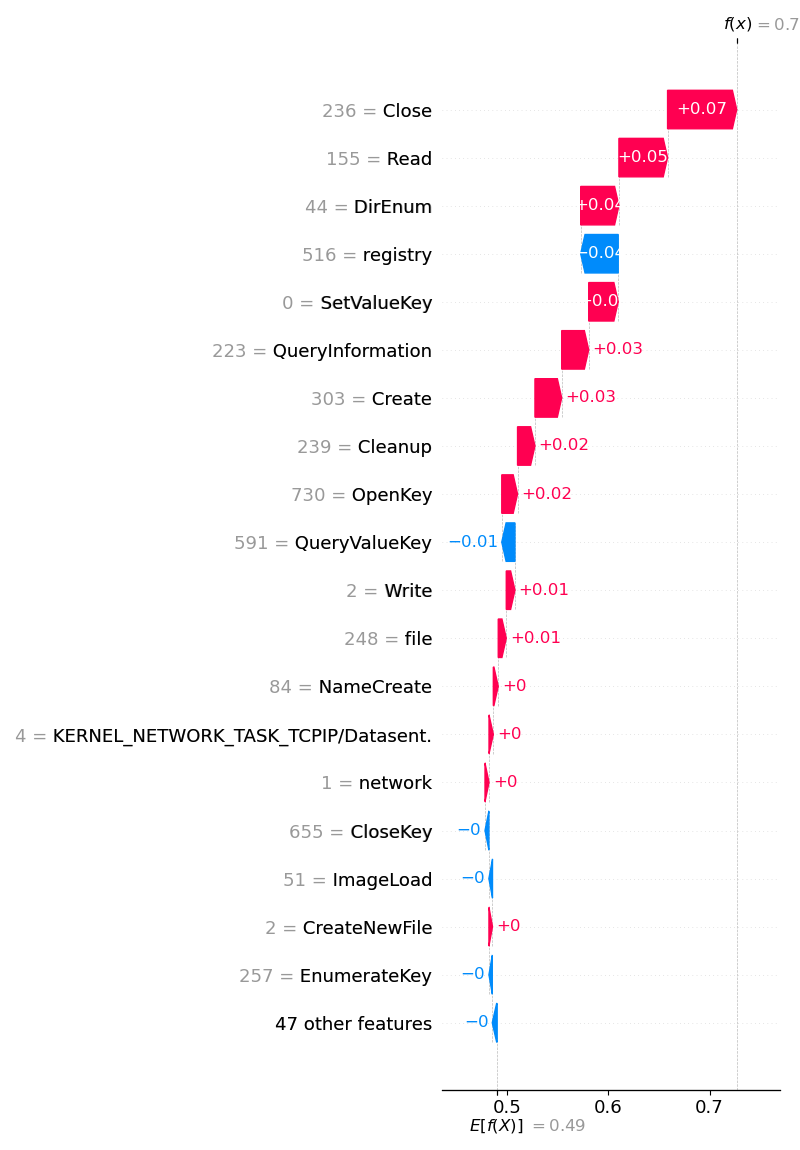 f(x) = 0.7
236 = Close
+0.07
155 = Read
+0.05
44 = DirEnum
+0.04
516 = registry
−0.04
0 = SetValueKey
223 = QueryInformation
+0.03
303 = Create
+0.03
239 = Cleanup
+0.02
730 = OpenKey
+0.02
591 = QueryValueKey
−0.01
2 = Write
+0.01
248 = file
+0.01
84 = NameCreate
+0
4 = KERNEL_NETWORK_TASK_TCPIP/Datasent.
+0
1 = network
+0
655 = CloseKey
−0
51 = ImageLoad
−0
2 = CreateNewFile
+0
257 = EnumerateKey
−0
47 other features
−0
0.5 0.6 0.7
E[f(X)] = 0.49